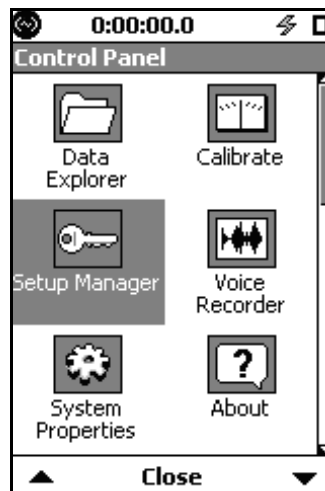 0:00:00.0
Control Panel
Data
Explorer
Calibrate
Setup Manager
Voice
Recorder
System
Properties
?
About
Close